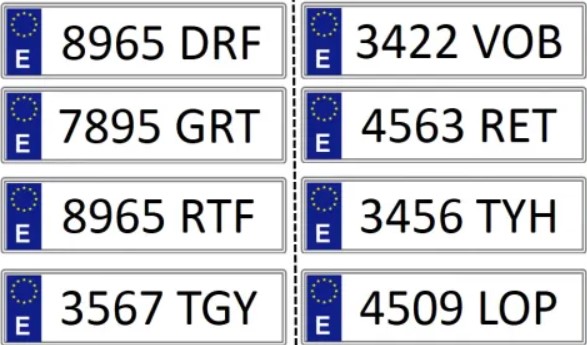 E 8965 DRF
E 3422 VOB
E 7895 GRT
E 4563 RET
E 8965 RTF
E 3456 TYH
E 3567 TGY
E 4509 LOP